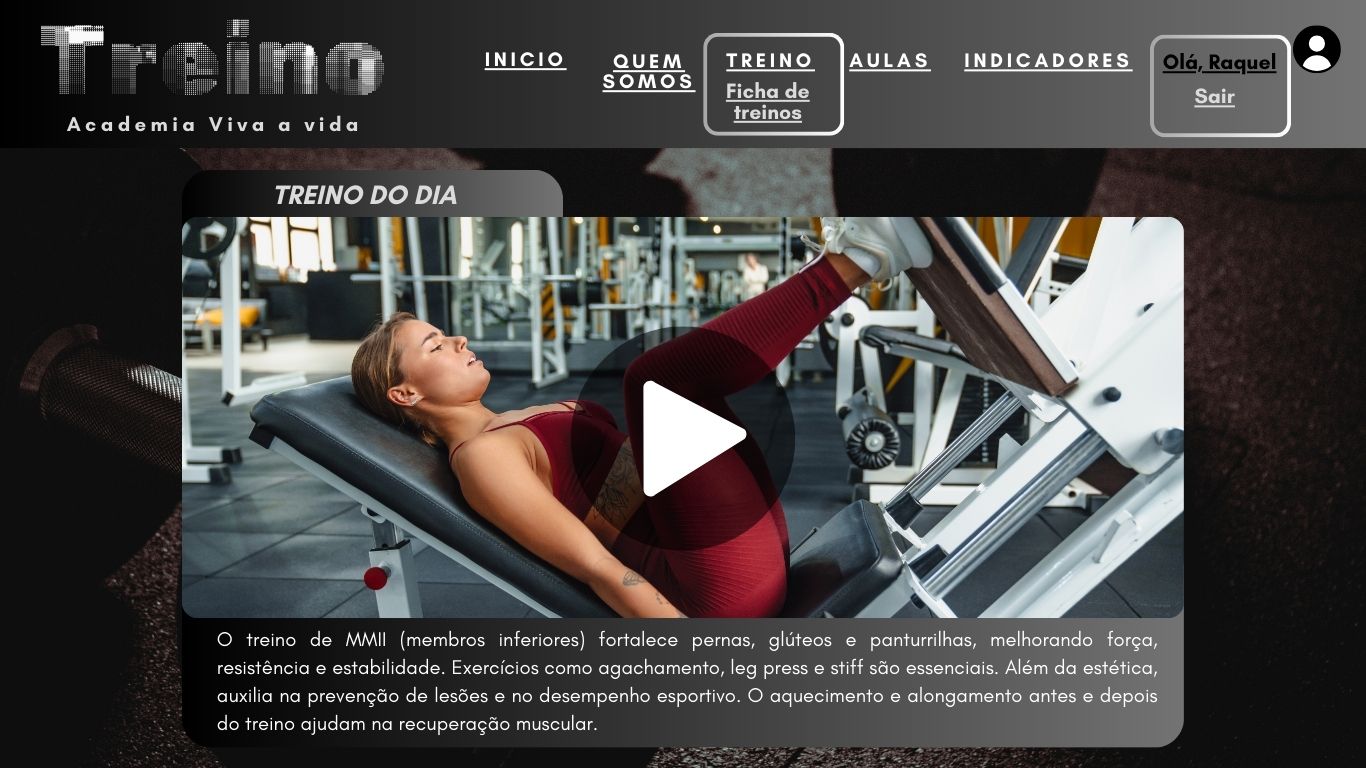 Treino
Academia Viva a vida
INICIO
QUEM
SOMOS
TREINO
Ficha de
treinos
AULAS
INDICADORES
Olá, Raquel
Sair
TREINO DO DIA
O treino de MMII (membros inferiores) fortalece pernas, glúteos e panturrilhas, melhorando força,
resistência e estabilidade. Exercícios como agachamento, leg press e stiff são essenciais. Além da estética,
auxilia na prevenção de lesões e no desempenho esportivo. O aquecimento e alongamento antes e depois
do treino ajudam na recuperação muscular.